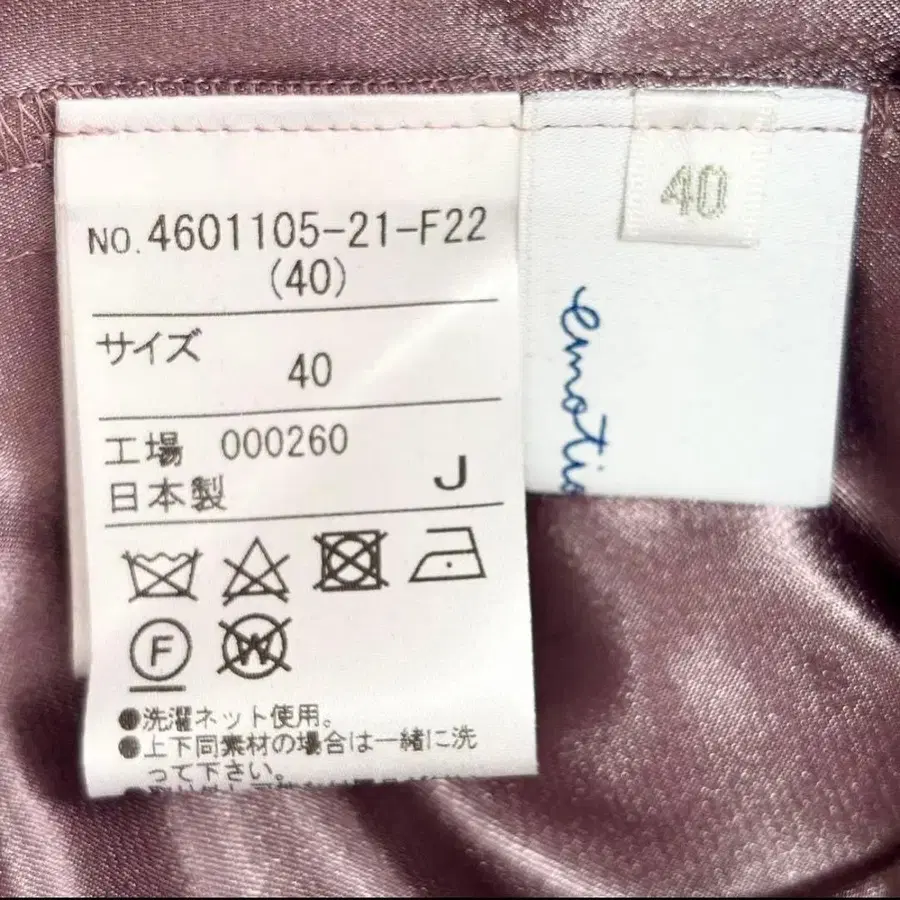 NO. 4601105-21-F22
(40)
サイズ
40
工場 000260
日本製 J
F
W
●洗濯ネット使用。
●上下同素材の場合は一緒に洗
って下さい。
40
emotio